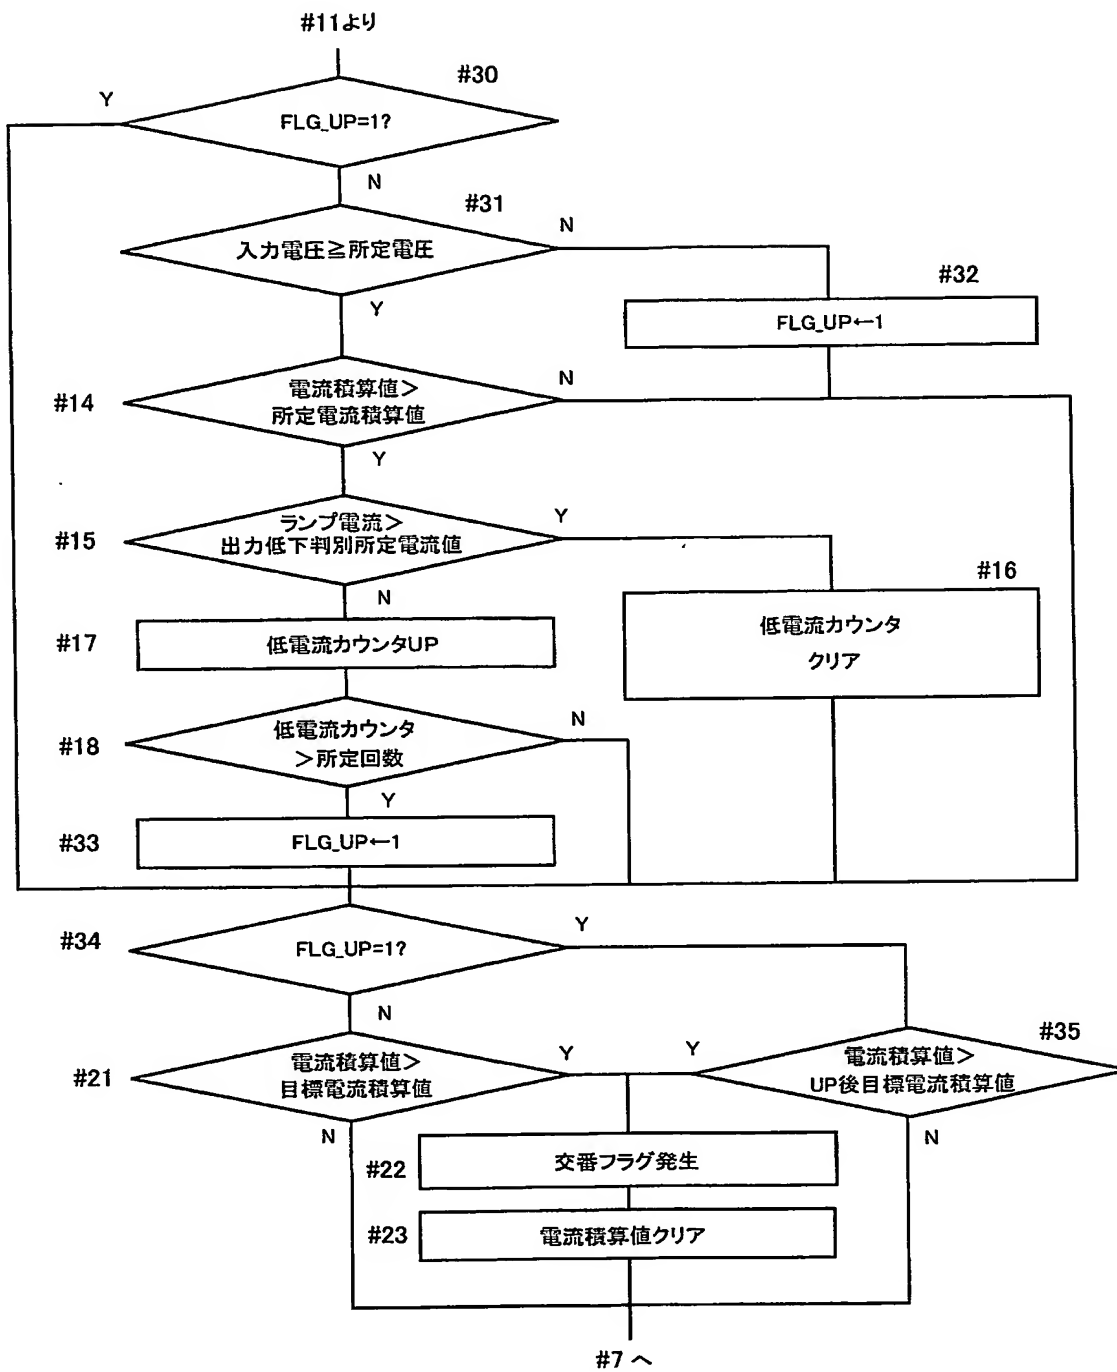 #11より
#30
Y
FLG_UP=1?
N
#31
N
入力電圧≧所定電圧
#32
Y
FLG_UP←1
#14
電流積算値>
所定電流積算値
N
Y
#15
ランプ電流>
出力低下判別所定電流値
Y
#16
N
低電流カウンタ
クリア
#17
低電流カウンタUP
#18
低電流カウンタ
>所定回数
N
Y
#33
FLG_UP←1
#34
FLG_UP=1?
Y
N
#35
#21
電流積算値>
目標電流積算値
Y
Y
電流積算値>
UP後目標電流積算値
N
N
#22
交番フラグ発生
#23
電流積算値クリア
#7 へ